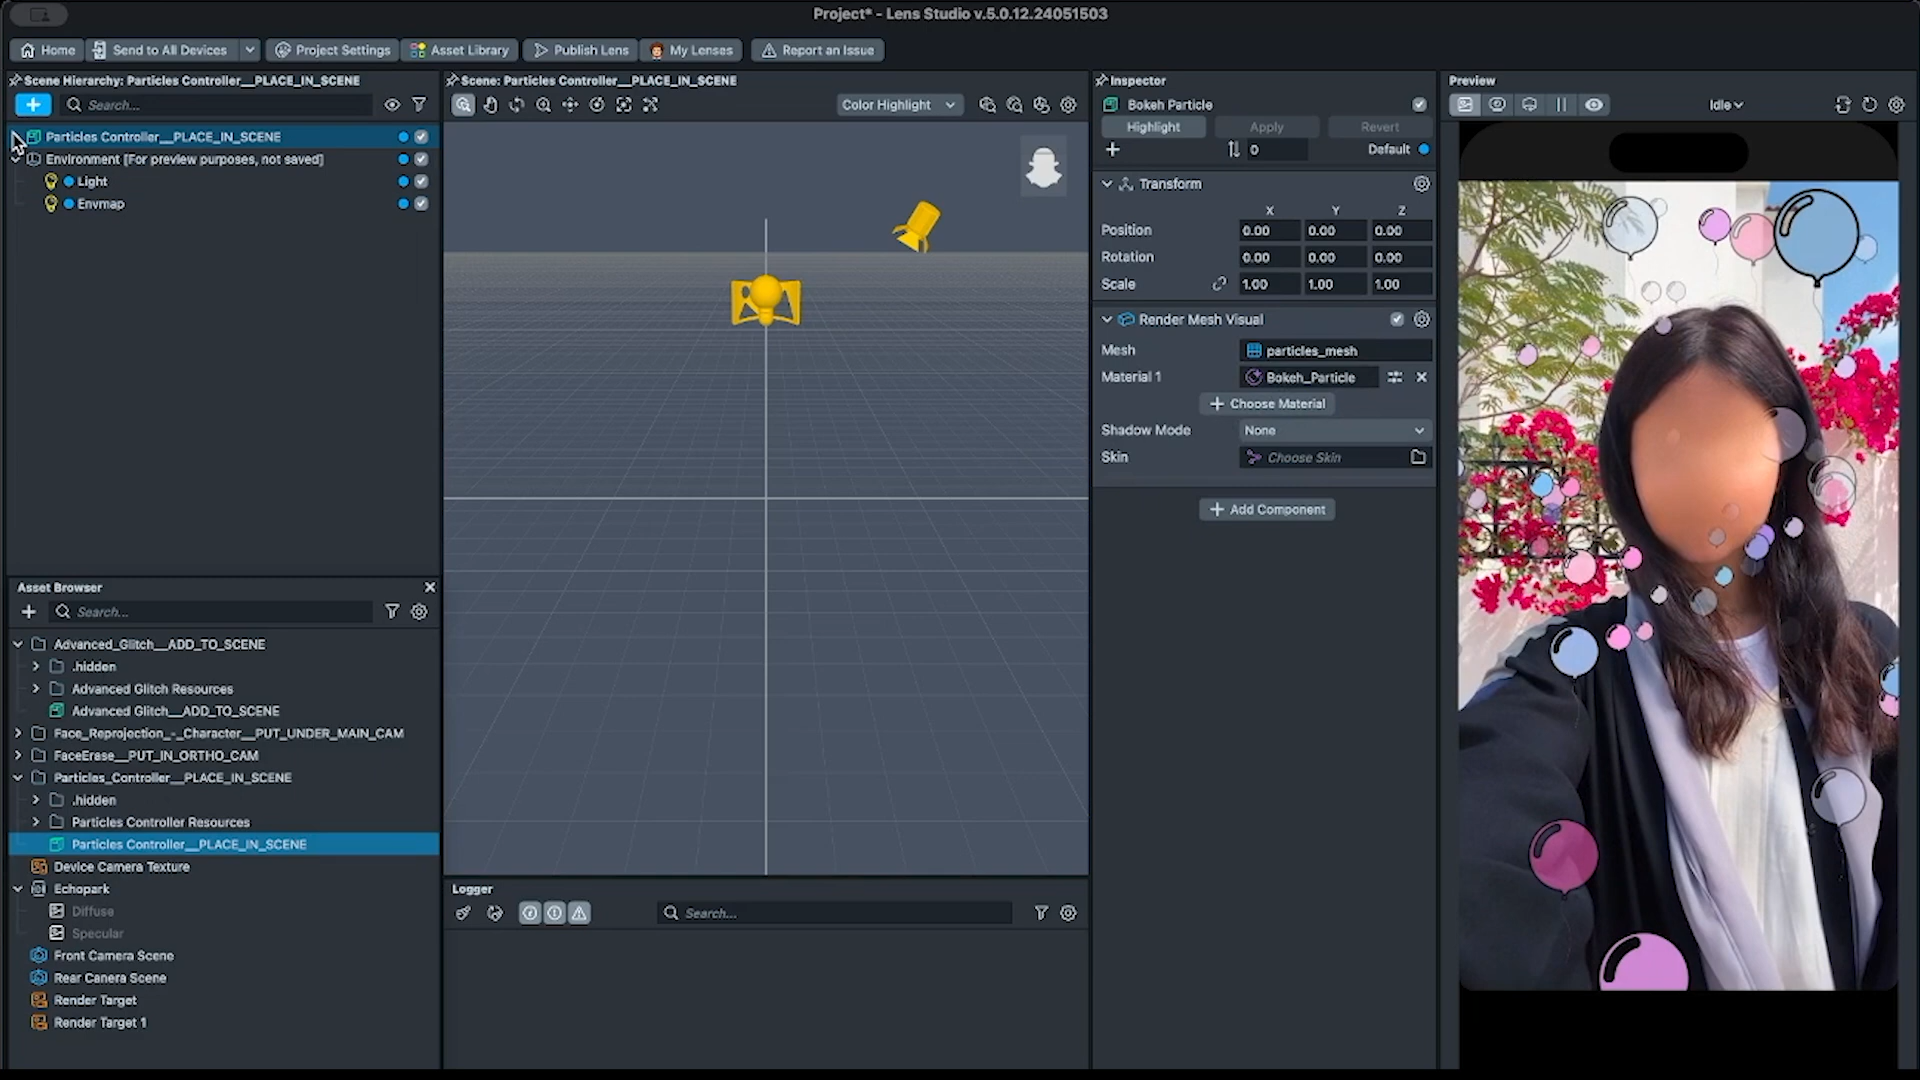 Project* - Lens Studio v.5.0.12.24051503
Home
Send to All Devices
Project Settings
Asset Library
Publish Lens
My Lenses
Report an Issue
Scene Hierarchy: Particles Controller__PLACE_IN_SCENE
Search...
Particles Controller__PLACE_IN_SCENE
Environment [For preview purposes, not saved]
Light
Envmap
Asset Browser
Search...
Advanced_Glitch__ADD_TO_SCENE
.hidden
Advanced Glitch Resources
Advanced Glitch__ADD_TO_SCENE
Face_Reprojection_-_Character__PUT_UNDER_MAIN_CAM
FaceErase__PUT_IN_ORTHO_CAM
Particles_Controller__PLACE_IN_SCENE
.hidden
Particles Controller Resources
Particles Controller__PLACE_IN_SCENE
Device Camera Texture
Echopark
Diffuse
Specular
Front Camera Scene
Rear Canera Scene
Render Target
Render Target 1
Scene: Particles Controller__PLACE_IN_SCENE
Color Highlight
Logger
Search...
Inspector
Bokeh Particle
Highlight
Apply
Revert
0
Default
Transform
X Y Z
Position 0.00 0.00 0.00
Rotation 0.00 0.00 0.00
Scale 1.00 1.00 1.00
Render Mesh Visual
Mesh particles_mesh
Material 1 Bokeh_Particle
Choose Material
Shadow Mode None
Skin Choose Skin
Add Component
Preview
Idle